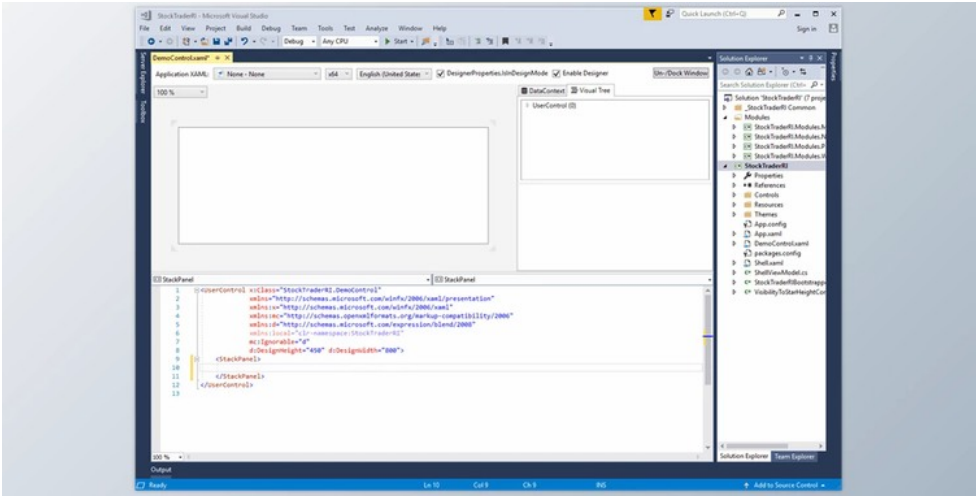 StockTraderRI - Microsoft Visual Studio
Quick Launch (Ctrl+Q)
File Edit View Project Build Debug Team Tools Test Analyze Window Help
Sign in
Debug Any CPU Start
Server Explorer
Toolbox
DemoControl.xaml*
Application XAML: None - None x64 English (United States DesignerProperties.IsInDesignMode Enable Designer Un-/Dock Window
100 %
DataContext Visual Tree
UserControl (0)
StackPanel StackPanel
1 <UserControl x:Class="StockTraderRI.DemoControl"
2 xmlns="http://schemas.microsoft.com/winfx/2006/xaml/presentation"
3 xmlns:x="http://schemas.microsoft.com/winfx/2006/xaml"
4 xmlns:mc="http://schemas.openxmlformats.org/markup-compatibility/2006"
5 xmlns:d="http://schemas.microsoft.com/expression/blend/2008"
6 xmlns:local="clr-namespace:StockTraderRI"
7 mc:Ignorable="d"
8 d:DesignHeight="450" d:DesignWidth="800">
9 <StackPanel>
10
11 </StackPanel>
12 </UserControl>
13
100 %
Output
Solution Explorer
Properties
Search Solution Explorer (Ctrl+
Solution 'StockTraderRI' (7 proje
_StockTraderRI Common
Modules
StockTraderRI.Modules.M
StockTraderRI.Modules.N
StockTraderRI.Modules.P
StockTraderRI.Modules.W
StockTraderRI
Properties
References
Controls
Resources
Themes
App.config
App.xaml
DemoControl.xaml
packages.config
Shell.xaml
ShellViewModel.cs
StockTraderRIBootstrappe
VisibilityToStarHeightCon
Solution Explorer Team Explorer
Ready Ln 10 Col 9 Ch 9 INS Add to Source Control